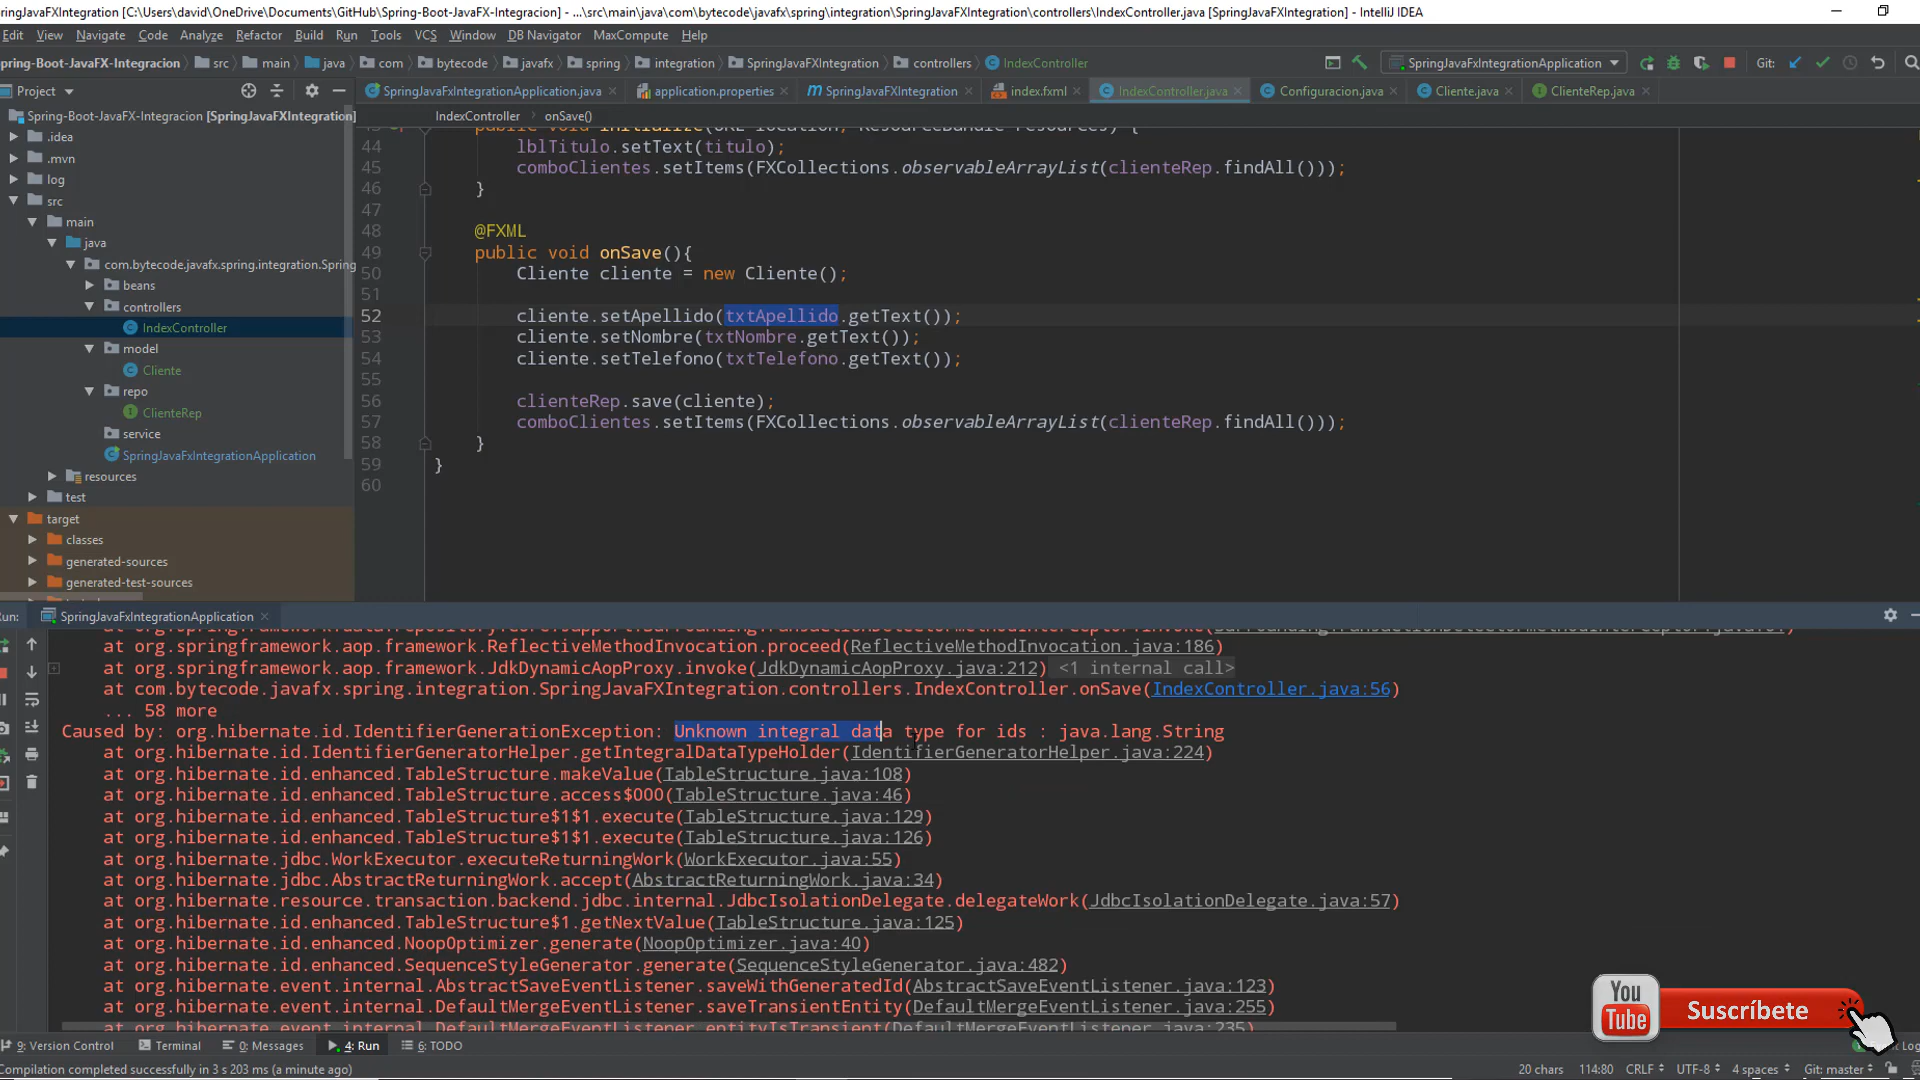 ringJavaFXIntegration [C:\Users\david\OneDrive\Documents\GitHub\Spring-Boot-JavaFX-Integracion] - ...\src\main\java\com\bytecode\javafx\spring\integration\SpringJavaFXIntegration\controllers\IndexController.java [SpringJavaFXIntegration] - IntelliJ IDEA
Edit View Navigate Code Analyze Refactor Build Run Tools VCS Window DB Navigator MaxCompute Help
pring-Boot-JavaFX-Integracion src main java com bytecode javafx spring integration SpringJavaFXIntegration controllers IndexController SpringJavaFxIntegrationApplication Git:
Project SpringJavaFxIntegrationApplication.java application.properties SpringJavaFXIntegration index.fxml IndexController.java Configuracion.java Cliente.java ClienteRep.java
Spring-Boot-JavaFX-Integracion [SpringJavaFXIntegration] IndexController onSave()
.idea
.mvn
log
src
main
java
com.bytecode.javafx.spring.integration.Spring
beans
controllers
IndexController
model
Cliente
repo
ClienteRep
service
SpringJavaFxIntegrationApplication
resources
test
target
classes
generated-sources
generated-test-sources
public void initialize(URL location, ResourceBundle resources) {
44 lblTitulo.setText(titulo);
45 comboClientes.setItems(FXCollections.observableArrayList(clienteRep.findAll()));
46 }
47
48 @FXML
49 public void onSave(){
50 Cliente cliente = new Cliente();
51
52 cliente.setApellido(txtApellido.getText());
53 cliente.setNombre(txtNombre.getText());
54 cliente.setTelefono(txtTelefono.getText());
55
56 clienteRep.save(cliente);
57 comboClientes.setItems(FXCollections.observableArrayList(clienteRep.findAll()));
58 }
59 }
60
Run: SpringJavaFxIntegrationApplication
at org.springframework.aop.framework.ReflectiveMethodInvocation.proceed(ReflectiveMethodInvocation.java:186)
at org.springframework.aop.framework.JdkDynamicAopProxy.invoke(JdkDynamicAopProxy.java:212) <1 internal call>
at com.bytecode.javafx.spring.integration.SpringJavaFXIntegration.controllers.IndexController.onSave(IndexController.java:56)
... 58 more
Caused by: org.hibernate.id.IdentifierGenerationException: Unknown integral data type for ids : java.lang.String
at org.hibernate.id.IdentifierGeneratorHelper.getIntegralDataTypeHolder(IdentifierGeneratorHelper.java:224)
at org.hibernate.id.enhanced.TableStructure.makeValue(TableStructure.java:108)
at org.hibernate.id.enhanced.TableStructure.access$000(TableStructure.java:46)
at org.hibernate.id.enhanced.TableStructure$1$1.execute(TableStructure.java:129)
at org.hibernate.id.enhanced.TableStructure$1$1.execute(TableStructure.java:126)
at org.hibernate.jdbc.WorkExecutor.executeReturningWork(WorkExecutor.java:55)
at org.hibernate.jdbc.AbstractReturningWork.accept(AbstractReturningWork.java:34)
at org.hibernate.resource.transaction.backend.jdbc.internal.JdbcIsolationDelegate.delegateWork(JdbcIsolationDelegate.java:57)
at org.hibernate.id.enhanced.TableStructure$1.getNextValue(TableStructure.java:125)
at org.hibernate.id.enhanced.NoopOptimizer.generate(NoopOptimizer.java:40)
at org.hibernate.id.enhanced.SequenceStyleGenerator.generate(SequenceStyleGenerator.java:482)
at org.hibernate.event.internal.AbstractSaveEventListener.saveWithGeneratedId(AbstractSaveEventListener.java:123)
at org.hibernate.event.internal.DefaultMergeEventListener.saveTransientEntity(DefaultMergeEventListener.java:255)
at org.hibernate.event.internal.DefaultMergeEventListener.entityIsTransient(DefaultMergeEventListener.java:235)
You Tube Suscríbete
9: Version Control Terminal 0: Messages 4: Run 6: TODO
Compilation completed successfully in 3 s 203 ms (a minute ago) 20 chars 114:80 CRLF UTF-8 4 spaces Git: master